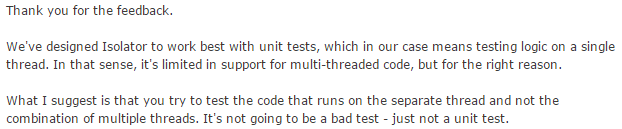 Thank you for the feedback.
We've designed Isolator to work best with unit tests, which in our case means testing logic on a single
thread. In that sense, it's limited in support for multi-threaded code, but for the right reason.
What I suggest is that you try to test the code that runs on the separate thread and not the
combination of multiple threads. It's not going to be a bad test - just not a unit test.